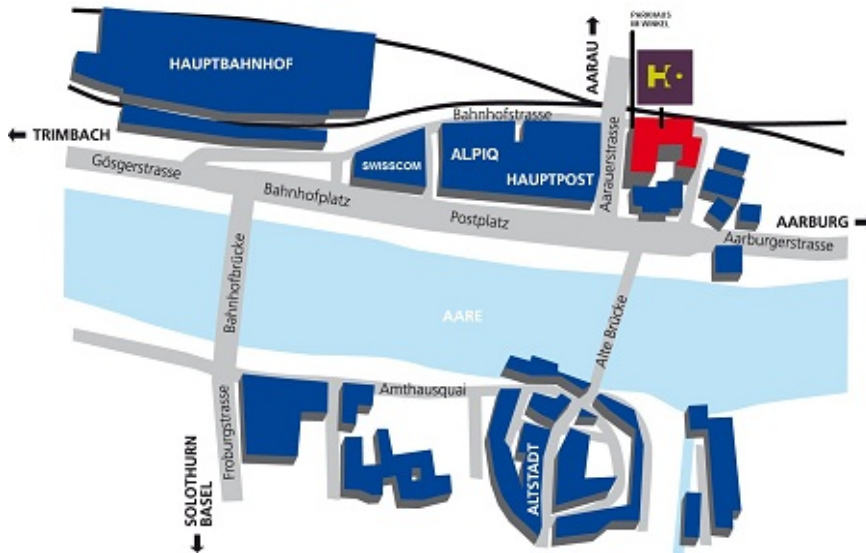 PARKHAUS
IM WINKEL
AARAU
HAUPTBAHNHOF
H
Bahnhofstrasse
TRIMBACH
Gösgerstrasse
SWISSCOM
ALPIQ
HAUPTPOST
Aarauerstrasse
Bahnhofplatz
Postplatz
AARBURG
Aarburgerstrasse
Bahnhofbrücke
AARE
Alte Brücke
Amthausquai
Froburgstrasse
ALTSTADT
SOLOTHURN
BASEL